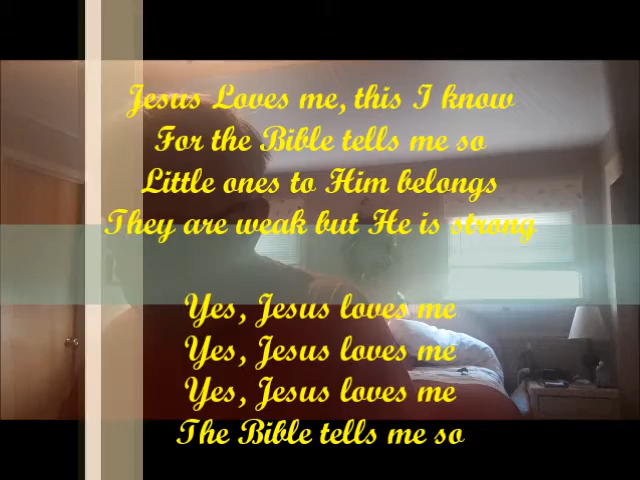 Jesus Loves me, this I know
For the Bible tells me so
Little ones to Him belongs
They are weak but He is strong
Yes, Jesus loves me
Yes, Jesus loves me
Yes, Jesus loves me
The Bible tells me so